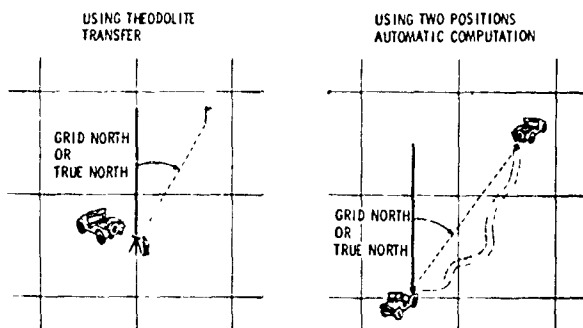 USING THEODOLITE
TRANSFER
GRID NORTH
OR
TRUE NORTH
USING TWO POSITIONS
AUTOMATIC COMPUTATION
GRID NORTH
OR
TRUE NORTH